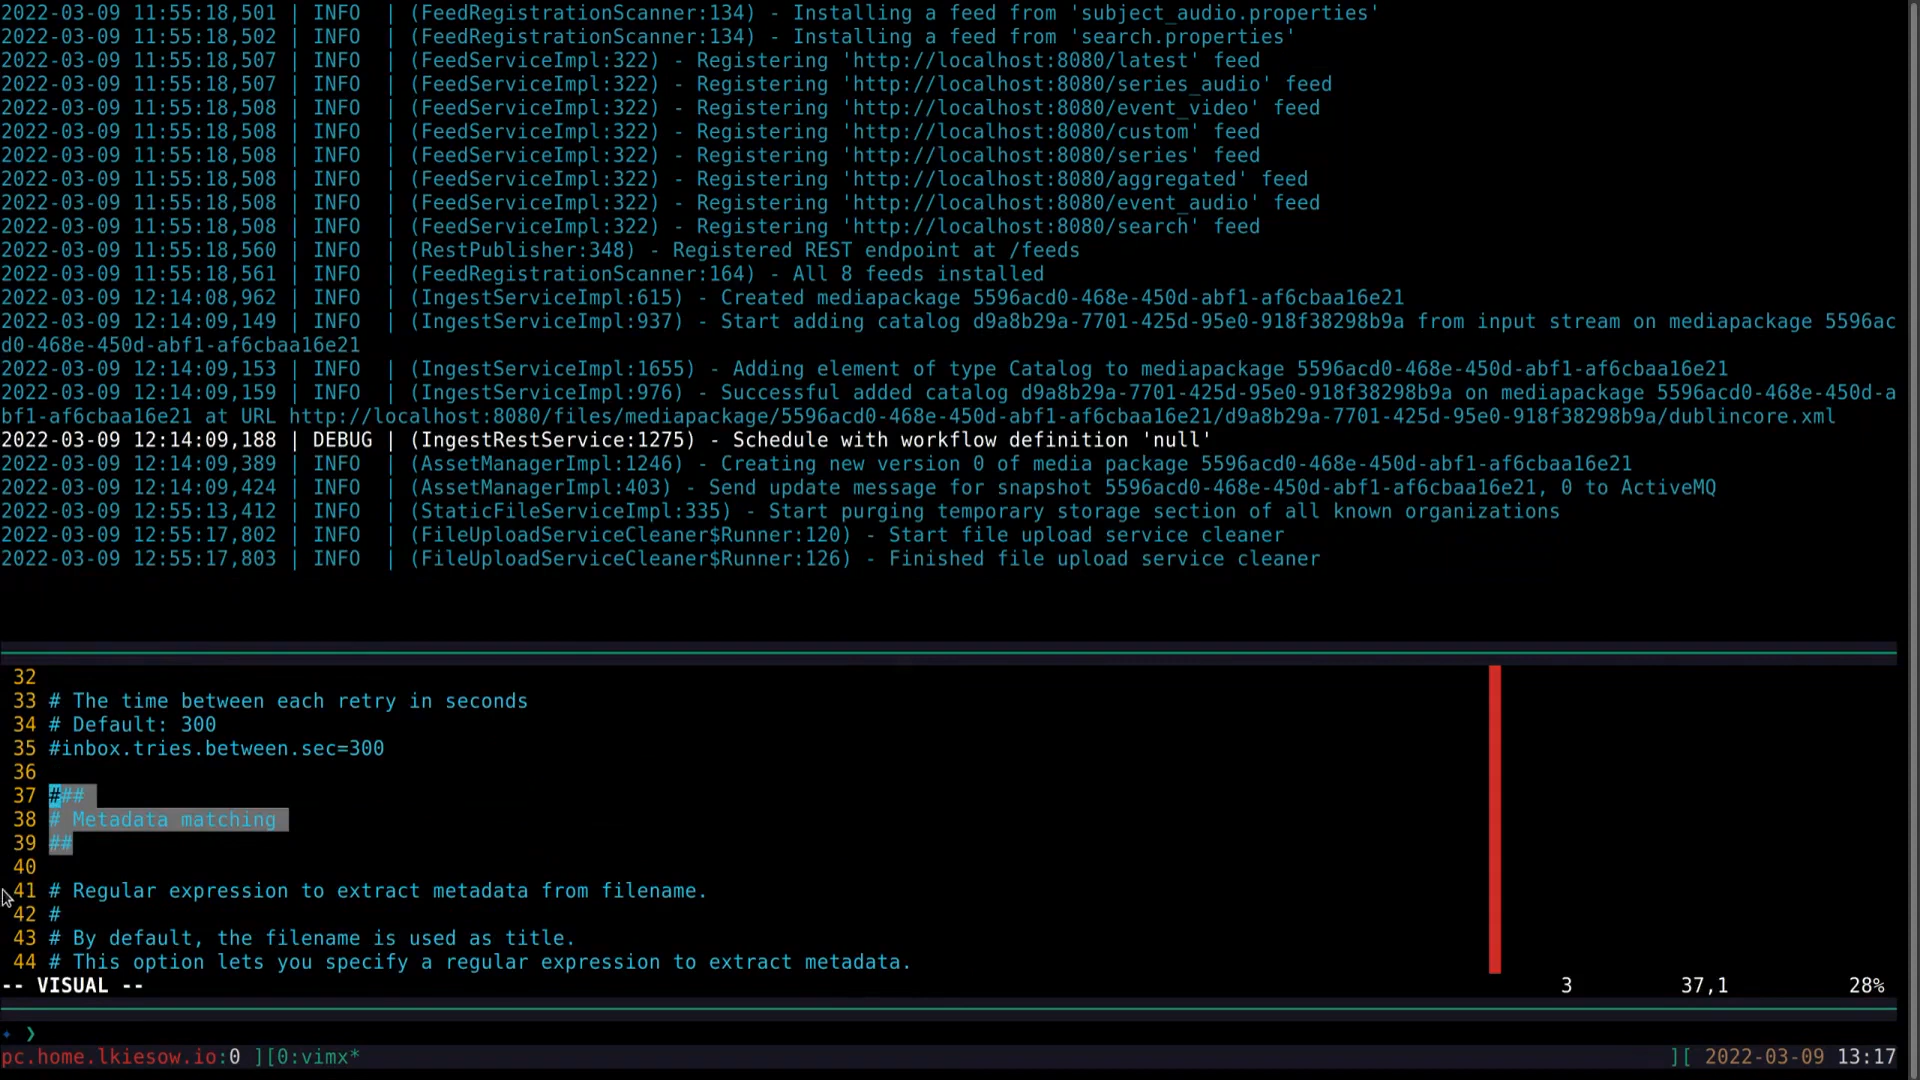 2022-03-09 11:55:18,501 | INFO  | (FeedRegistrationScanner:134) - Installing a feed from 'subject_audio.properties'
2022-03-09 11:55:18,502 | INFO  | (FeedRegistrationScanner:134) - Installing a feed from 'search.properties'
2022-03-09 11:55:18,507 | INFO  | (FeedServiceImpl:322) - Registering 'http://localhost:8080/latest' feed
2022-03-09 11:55:18,507 | INFO  | (FeedServiceImpl:322) - Registering 'http://localhost:8080/series_audio' feed
2022-03-09 11:55:18,508 | INFO  | (FeedServiceImpl:322) - Registering 'http://localhost:8080/event_video' feed
2022-03-09 11:55:18,508 | INFO  | (FeedServiceImpl:322) - Registering 'http://localhost:8080/custom' feed
2022-03-09 11:55:18,508 | INFO  | (FeedServiceImpl:322) - Registering 'http://localhost:8080/series' feed
2022-03-09 11:55:18,508 | INFO  | (FeedServiceImpl:322) - Registering 'http://localhost:8080/aggregated' feed
2022-03-09 11:55:18,508 | INFO  | (FeedServiceImpl:322) - Registering 'http://localhost:8080/event_audio' feed
2022-03-09 11:55:18,508 | INFO  | (FeedServiceImpl:322) - Registering 'http://localhost:8080/search' feed
2022-03-09 11:55:18,560 | INFO  | (RestPublisher:348) - Registered REST endpoint at /feeds
2022-03-09 11:55:18,561 | INFO  | (FeedRegistrationScanner:164) - All 8 feeds installed
2022-03-09 12:14:08,962 | INFO  | (IngestServiceImpl:615) - Created mediapackage 5596acd0-468e-450d-abf1-af6cbaa16e21
2022-03-09 12:14:09,149 | INFO  | (IngestServiceImpl:937) - Start adding catalog d9a8b29a-7701-425d-95e0-918f38298b9a from input stream on mediapackage 5596ac
d0-468e-450d-abf1-af6cbaa16e21
2022-03-09 12:14:09,153 | INFO  | (IngestServiceImpl:1655) - Adding element of type Catalog to mediapackage 5596acd0-468e-450d-abf1-af6cbaa16e21
2022-03-09 12:14:09,159 | INFO  | (IngestServiceImpl:976) - Successful added catalog d9a8b29a-7701-425d-95e0-918f38298b9a on mediapackage 5596acd0-468e-450d-a
bf1-af6cbaa16e21 at URL http://localhost:8080/files/mediapackage/5596acd0-468e-450d-abf1-af6cbaa16e21/d9a8b29a-7701-425d-95e0-918f38298b9a/dublincore.xml
2022-03-09 12:14:09,188 | DEBUG | (IngestRestService:1275) - Schedule with workflow definition 'null'
2022-03-09 12:14:09,389 | INFO  | (AssetManagerImpl:1246) - Creating new version 0 of media package 5596acd0-468e-450d-abf1-af6cbaa16e21
2022-03-09 12:14:09,424 | INFO  | (AssetManagerImpl:403) - Send update message for snapshot 5596acd0-468e-450d-abf1-af6cbaa16e21, 0 to ActiveMQ
2022-03-09 12:55:13,412 | INFO  | (StaticFileServiceImpl:335) - Start purging temporary storage section of all known organizations
2022-03-09 12:55:17,802 | INFO  | (FileUploadServiceCleaner$Runner:120) - Start file upload service cleaner
2022-03-09 12:55:17,803 | INFO  | (FileUploadServiceCleaner$Runner:126) - Finished file upload service cleaner
32
33 # The time between each retry in seconds
34 # Default: 300
35 #inbox.tries.between.sec=300
36
37 ###
38 # Metadata matching
39 ##
40
41 # Regular expression to extract metadata from filename.
42 #
43 # By default, the filename is used as title.
44 # This option lets you specify a regular expression to extract metadata.
-- VISUAL -- 3 37,1 28%
❯
pc.home.lkiesow.io:0 ][0:vimx* ][ 2022-03-09 13:17